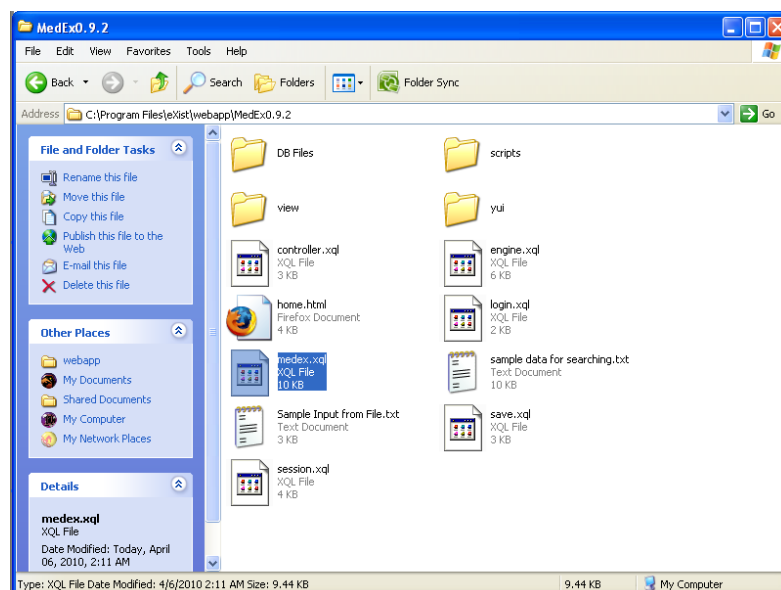 MedEx0.9.2
File Edit View Favorites Tools Help
Back Search Folders Folder Sync
Address C:\Program Files\eXist\webapp\MedEx0.9.2 Go
File and Folder Tasks
Rename this file
Move this file
Copy this file
Publish this file to the
Web
E-mail this file
Delete this file
Other Places
webapp
My Documents
Shared Documents
My Computer
My Network Places
Details
medex.xql
XQL File
Date Modified: Today, April
06, 2010, 2:11 AM
DB Files
scripts
view
yui
controller.xql
XQL File
3 KB
engine.xql
XQL File
6 KB
home.html
Firefox Document
4 KB
login.xql
XQL File
2 KB
medex.xql
XQL File
10 KB
sample data for searching.txt
Text Document
10 KB
Sample Input from File.txt
Text Document
3 KB
save.xql
XQL File
3 KB
session.xql
XQL File
4 KB
Type: XQL File Date Modified: 4/6/2010 2:11 AM Size: 9.44 KB 9.44 KB My Computer